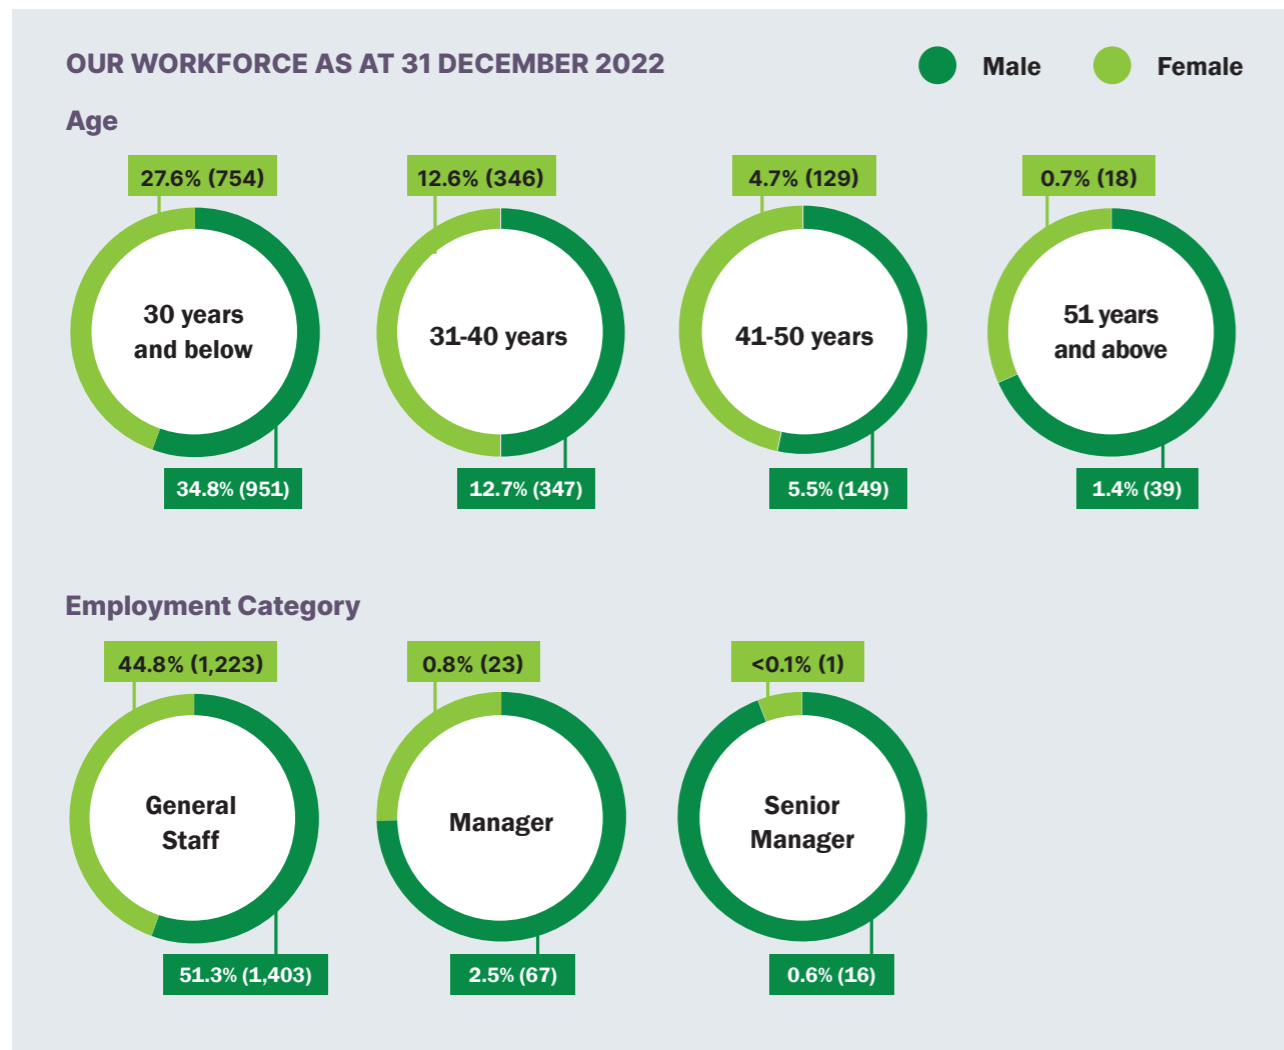 OUR WORKFORCE AS AT 31 DECEMBER 2022
Male
Female
Age
27.6% (754)
12.6% (346)
4.7% (129)
0.7% (18)
30 years
and below
31-40 years
41-50 years
51 years
and above
34.8% (951)
12.7% (347)
5.5% (149)
1.4% (39)
Employment Category
44.8% (1,223)
0.8% (23)
<0.1% (1)
General
Staff
Manager
Senior
Manager
51.3% (1,403)
2.5% (67)
0.6% (16)